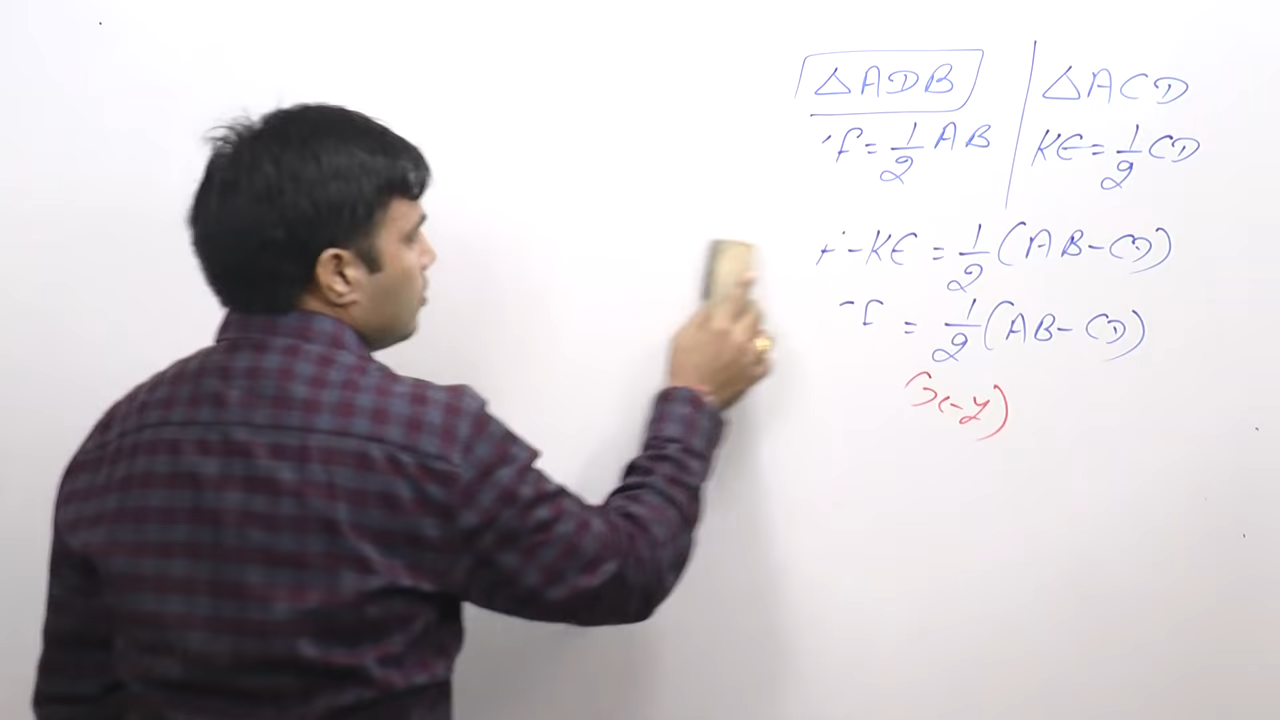 △ADB
△ACD
F = 1/2 AB
KE = 1/2 CD
-KE = 1/2 (AB - CD)
= 1/2 (AB - CD)
(x-y)